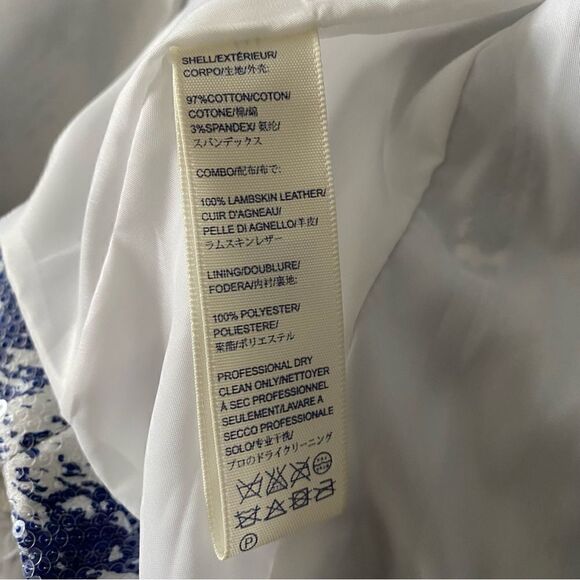 SHELL/EXTÉRIEUR/
CORPO/生地/外壳:
97%COTTON/COTON/
COTONE/棉/綿
3%SPANDEX/ 氨纶/
スパンデックス
COMBO/配布/布で:
100% LAMBSKIN LEATHER/
CUIR D'AGNEAU/
PELLE DI AGNELLO/羊皮/
ラムスキンレザー
LINING/DOUBLURE/
FODERA/内衬/裏地:
100% POLYESTER/
POLIESTERE/
聚酯/ポリエステル
PROFESSIONAL DRY
CLEAN ONLY/NETTOYER
À SEC PROFESSIONNEL
SEULEMENT/LAVARE A
SECCO PROFESSIONALE
SOLO/专业干洗/
プロのドライクリーニング
P